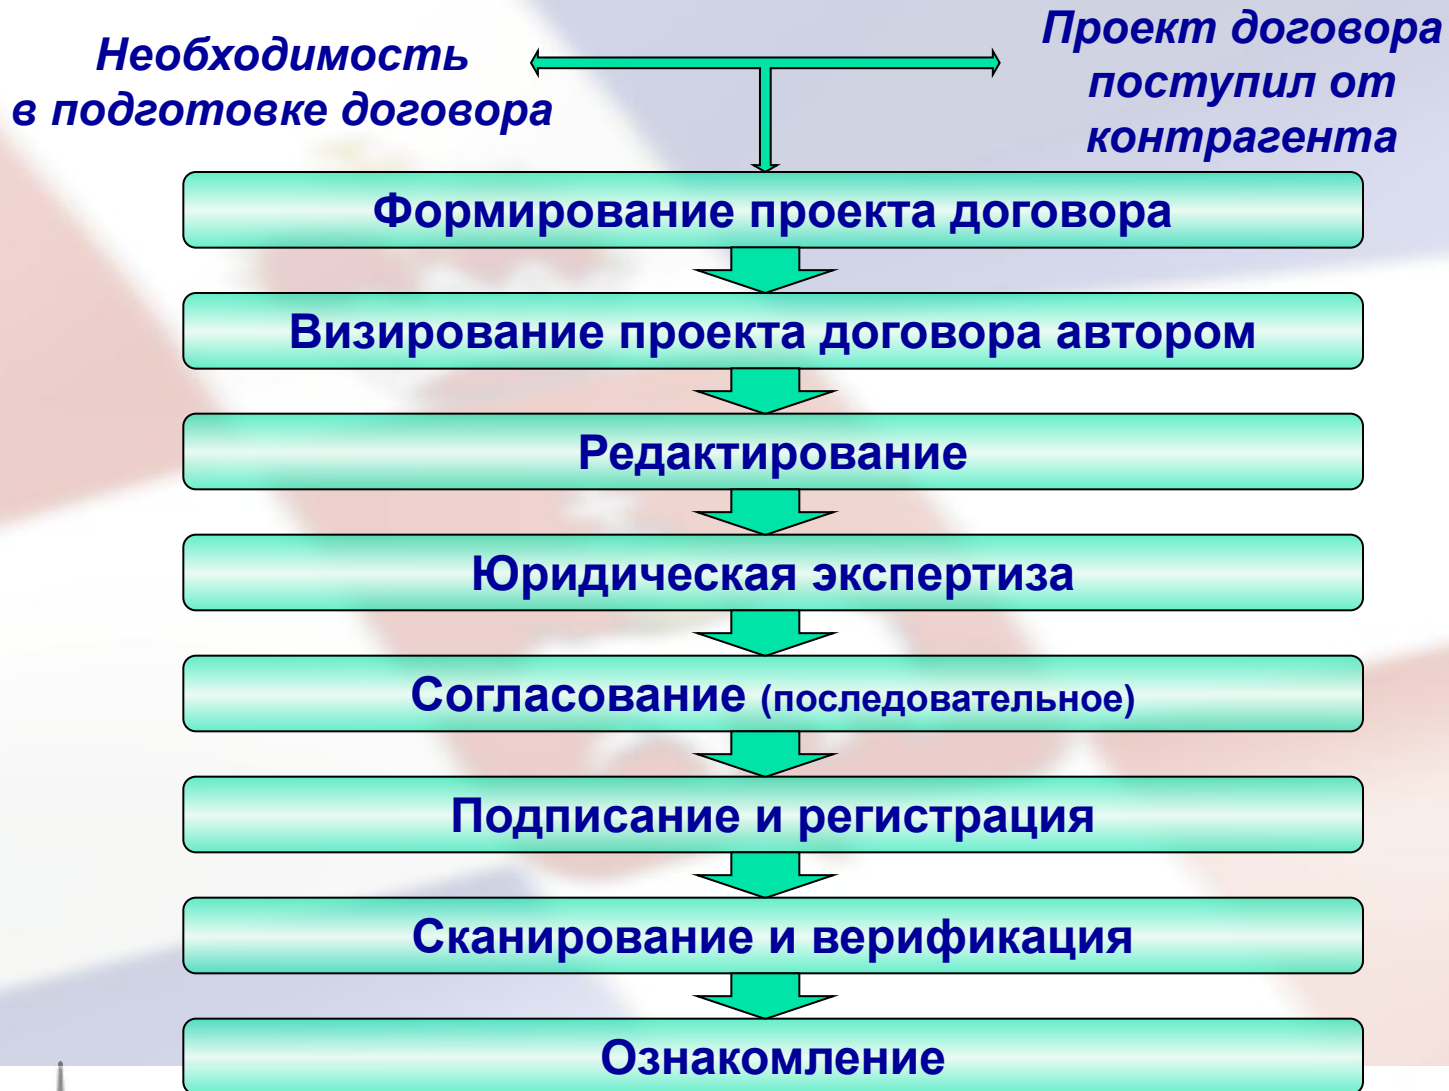 Необходимость
в подготовке договора
Проект договора
поступил от
контрагента
Формирование проекта договора
Визирование проекта договора автором
Редактирование
Юридическая экспертиза
Согласование (последовательное)
Подписание и регистрация
Сканирование и верификация
Ознакомление